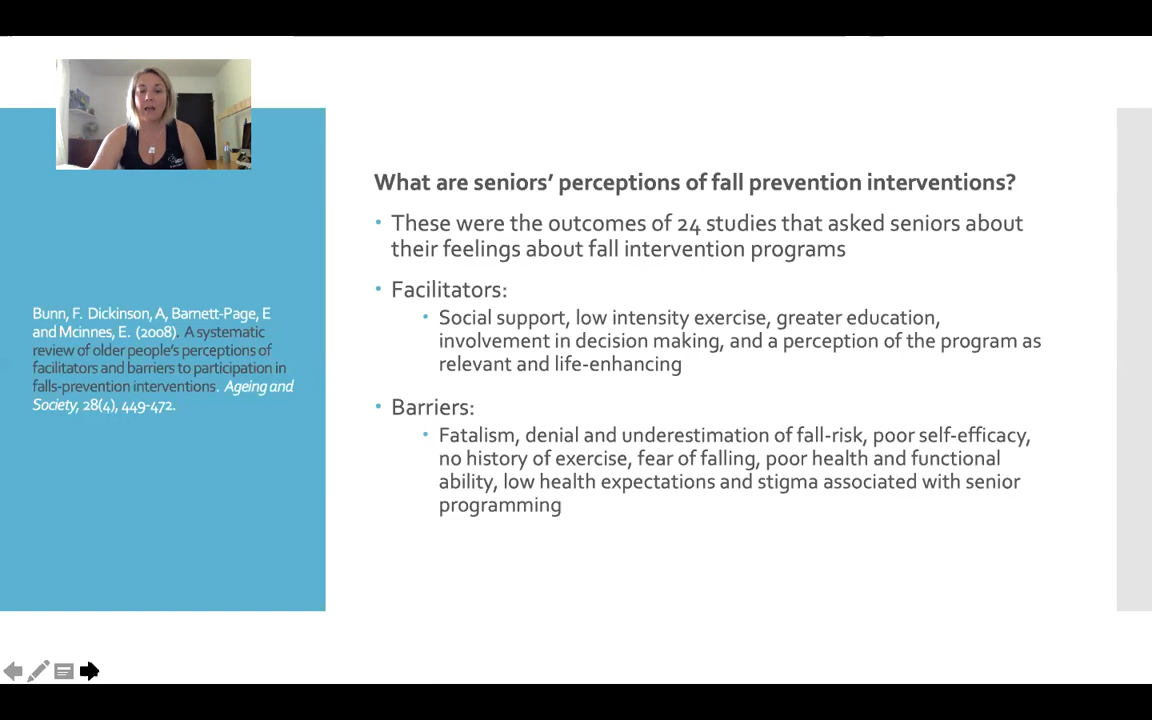 What are seniors’ perceptions of fall prevention interventions?
• These were the outcomes of 24 studies that asked seniors about
their feelings about fall intervention programs
• Facilitators:
• Social support, low intensity exercise, greater education,
involvement in decision making, and a perception of the program as
relevant and life-enhancing
• Barriers:
• Fatalism, denial and underestimation of fall-risk, poor self-efficacy,
no history of exercise, fear of falling, poor health and functional
ability, low health expectations and stigma associated with senior
programming
Bunn, F. Dickinson, A, Barnett-Page, E
and Mcinnes, E. (2008). A systematic
review of older people’s perceptions of
facilitators and barriers to participation in
falls-prevention interventions. Ageing and
Society, 28(4), 449-472.